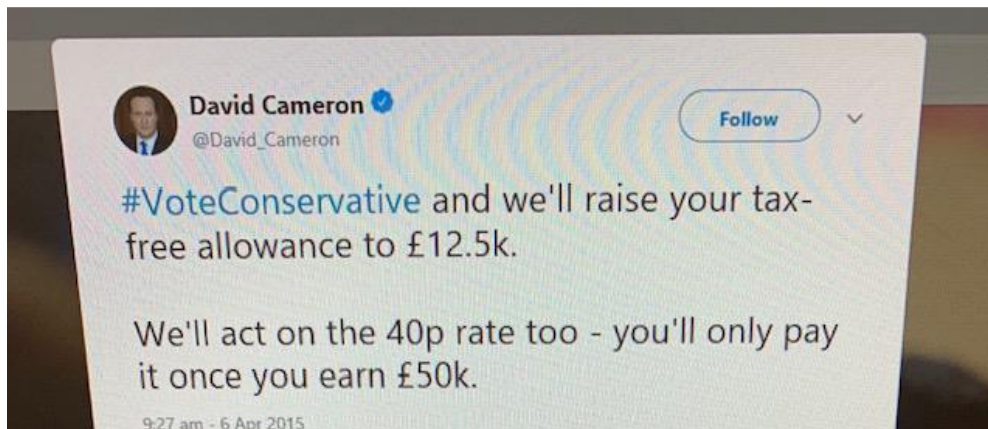 David Cameron
@David_Cameron
Follow
#VoteConservative and we'll raise your tax-
free allowance to £12.5k.
We'll act on the 40p rate too - you'll only pay
it once you earn £50k.
9:27 am - 6 Apr 2015